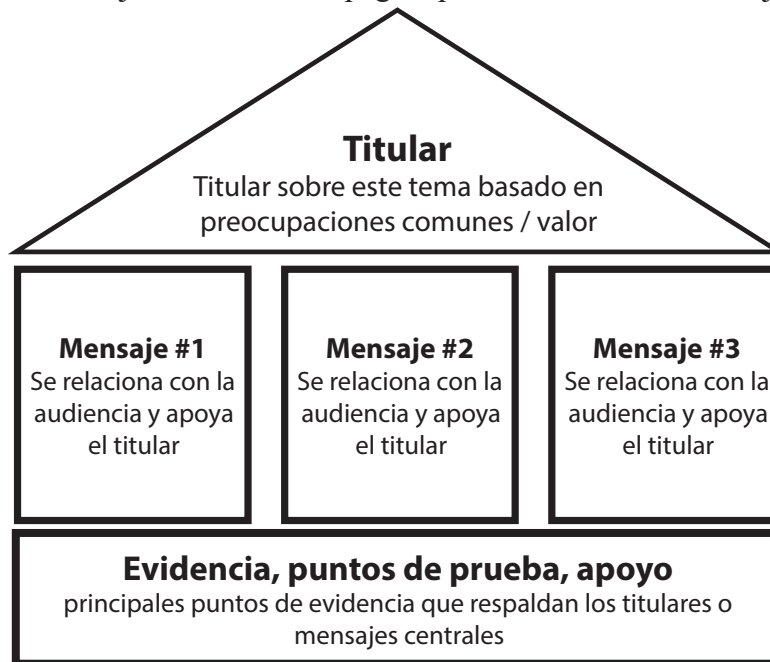 Titular
Titular sobre este tema basado en
preocupaciones comunes / valor
Mensaje #1
Se relaciona con la
audiencia y apoya
el titular
Mensaje #2
Se relaciona con la
audiencia y apoya
el titular
Mensaje #3
Se relaciona con la
audiencia y apoya
el titular
Evidencia, puntos de prueba, apoyo
principales puntos de evidencia que respaldan los titulares o
mensajes centrales